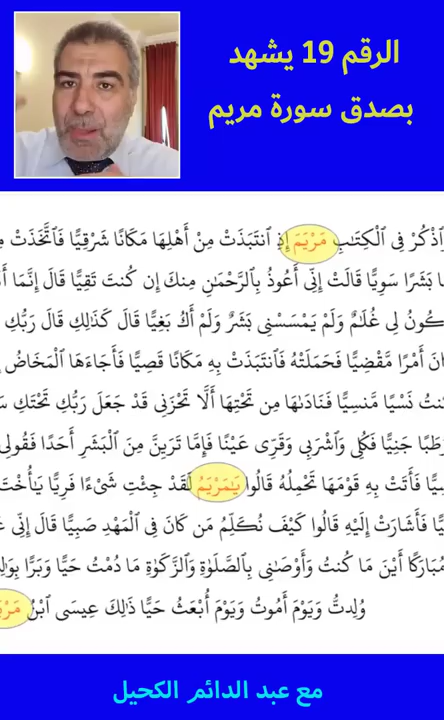 الرقم 19 يشهد
بصدق سورة مريم
وَٱذْكُرْ فِى ٱلْكِتَـٰبِ مَرْيَمَ إِذِ ٱنتَبَذَتْ مِنْ أَهْلِهَا مَكَانًا شَرْقِيًّا فَٱتَّخَذَتْ
بَشَرًا سَوِيًّا قَالَتْ إِنِّى أَعُوذُ بِٱلرَّحْمَـٰنِ مِنكَ إِن كُنتَ تَقِيًّا قَالَ إِنَّمَا
لِى غُلَـٰمٌ وَلَمْ يَمْسَسْنِى بَشَرٌ وَلَمْ أَكُ بَغِيًّا قَالَ كَذَٰلِكِ قَالَ رَبُّكِ
أَمْرًا مَّقْضِيًّا فَحَمَلَتْهُ فَٱنتَبَذَتْ بِهِ مَكَانًا قَصِيًّا فَأَجَاءَهَا ٱلْمَخَاضُ
نَسْيًا مَّنسِيًّا فَنَادَىٰهَا مِن تَحْتِهَا أَلَّا تَحْزَنِى قَدْ جَعَلَ رَبُّكِ تَحْتَكِ
جَنِيًّا فَكُلِى وَٱشْرَبِى وَقَرِّى عَيْنًا فَإِمَّا تَرَيِنَّ مِنَ ٱلْبَشَرِ أَحَدًا فَقُولِى
فَأَتَتْ بِهِ قَوْمَهَا تَحْمِلُهُ قَالُوا يَـٰمَرْيَمُ لَقَدْ جِئْتِ شَيْـًٔا فَرِيًّا يَـٰأُخْتَ
فَأَشَارَتْ إِلَيْهِ قَالُوا كَيْفَ نُكَلِّمُ مَن كَانَ فِى ٱلْمَهْدِ صَبِيًّا قَالَ إِنِّى
مُبَارَكًا أَيْنَ مَا كُنتُ وَأَوْصَـٰنِى بِٱلصَّلَوٰةِ وَٱلزَّكَوٰةِ مَا دُمْتُ حَيًّا وَبَرًّا
وُلِدتُّ وَيَوْمَ أَمُوتُ وَيَوْمَ أُبْعَثُ حَيًّا ذَٰلِكَ عِيسَى ٱبْنُ
مع عبد الدائم الكحيل